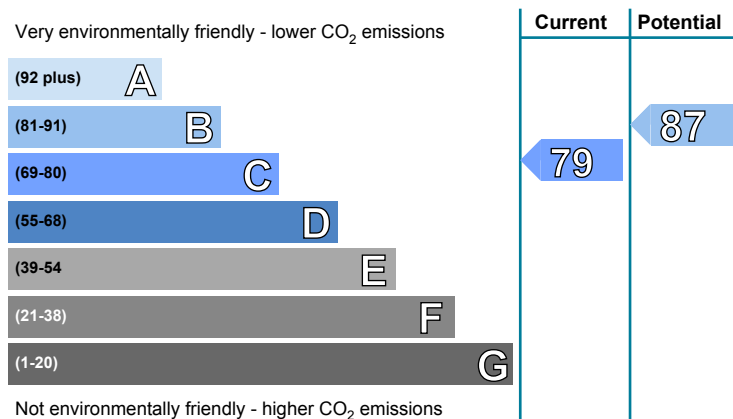 Very environmentally friendly - lower CO2 emissions
Current
Potential
(92 plus) A
(81-91) B
(69-80) C
(55-68) D
(39-54 E
(21-38) F
(1-20) G
79
87
Not environmentally friendly - higher CO2 emissions